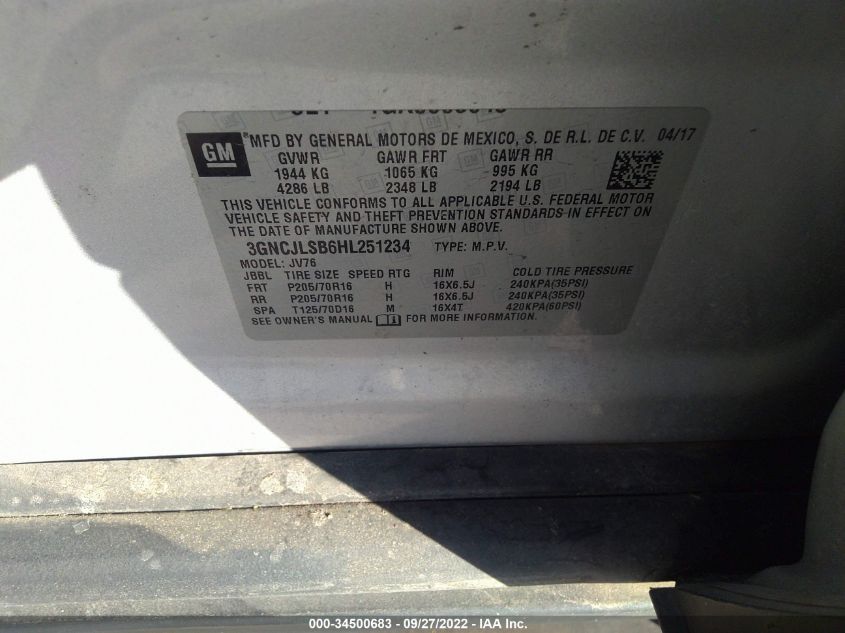 GM ® MFD BY GENERAL MOTORS DE MEXICO, S. DE R.L. DE C.V. 04/17
GVWR GAWR FRT GAWR RR
1944 KG 1065 KG 995 KG
4286 LB 2348 LB 2194 LB
THIS VEHICLE CONFORMS TO ALL APPLICABLE U.S. FEDERAL MOTOR
VEHICLE SAFETY AND THEFT PREVENTION STANDARDS IN EFFECT ON
THE DATE OF MANUFACTURE SHOWN ABOVE.
3GNCJLSB6HL251234 TYPE: M.P.V.
MODEL: JV76
JBBL TIRE SIZE SPEED RTG RIM COLD TIRE PRESSURE
FRT P205/70R16 H 16X6.5J 240KPA(35PSI)
RR P205/70R16 H 16X6.5J 240KPA(35PSI)
SPA T125/70D16 M 16X4T 420KPA(60PSI)
SEE OWNER'S MANUAL FOR MORE INFORMATION.
000-34500683 - 09/27/2022 - IAA Inc.